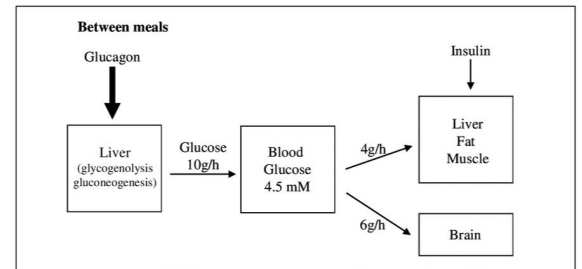 Between meals
Glucagon
Insulin
Liver
(glycogenolysis
gluconeogenesis)
Glucose
10g/h
Blood
Glucose
4.5 mM
4g/h
6g/h
Liver
Fat
Muscle
Brain